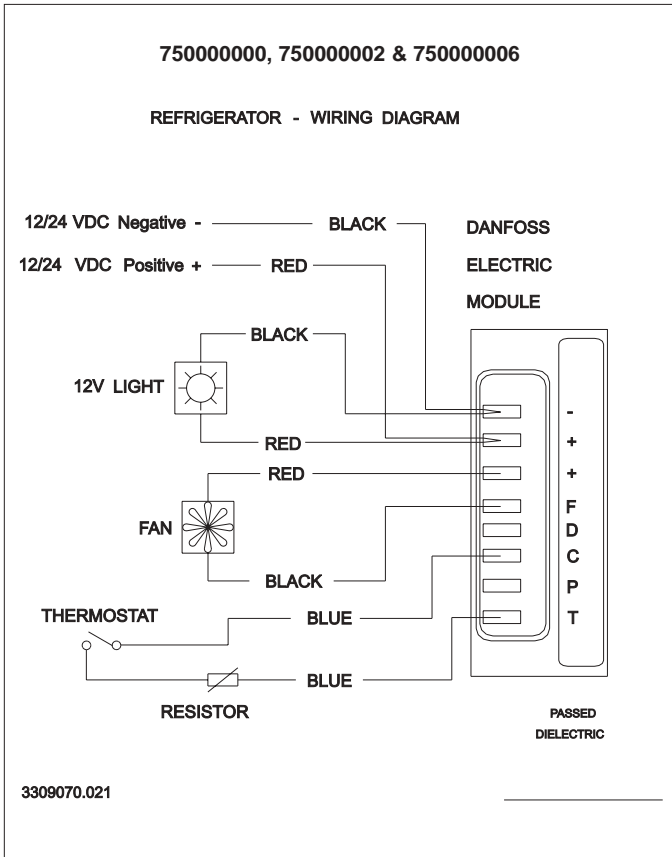 750000000, 750000002 & 750000006
REFRIGERATOR - WIRING DIAGRAM
12/24 VDC Negative - BLACK
DANFOSS
12/24 VDC Positive + RED
ELECTRIC
MODULE
BLACK
12V LIGHT
-
RED
+
RED
+
F
FAN
D
C
BLACK
P
THERMOSTAT
BLUE
T
BLUE
RESISTOR
PASSED
DIELECTRIC
3309070.021